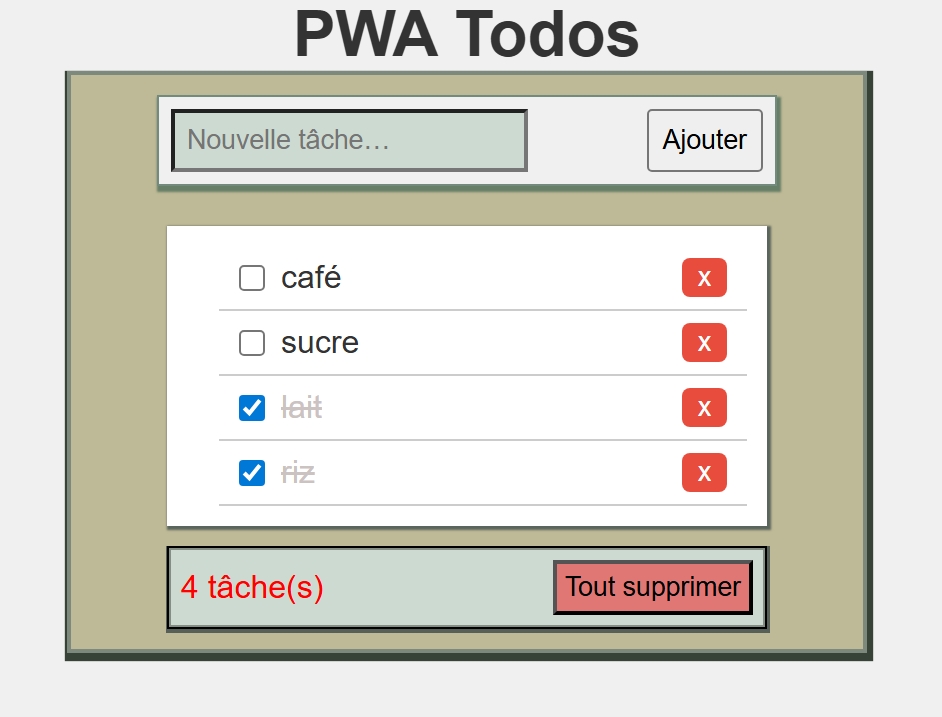 PWA Todos
Nouvelle tâche…
Ajouter
café
X
sucre
X
lait
X
riz
X
4 tâche(s)
Tout supprimer